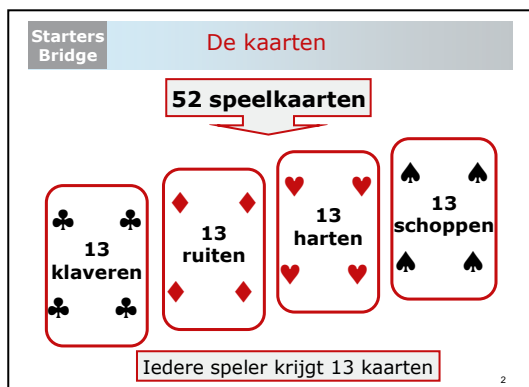 Starters
Bridge
De kaarten
52 speelkaarten
13
klaveren
13
ruiten
13
harten
13
schoppen
Iedere speler krijgt 13 kaarten
2